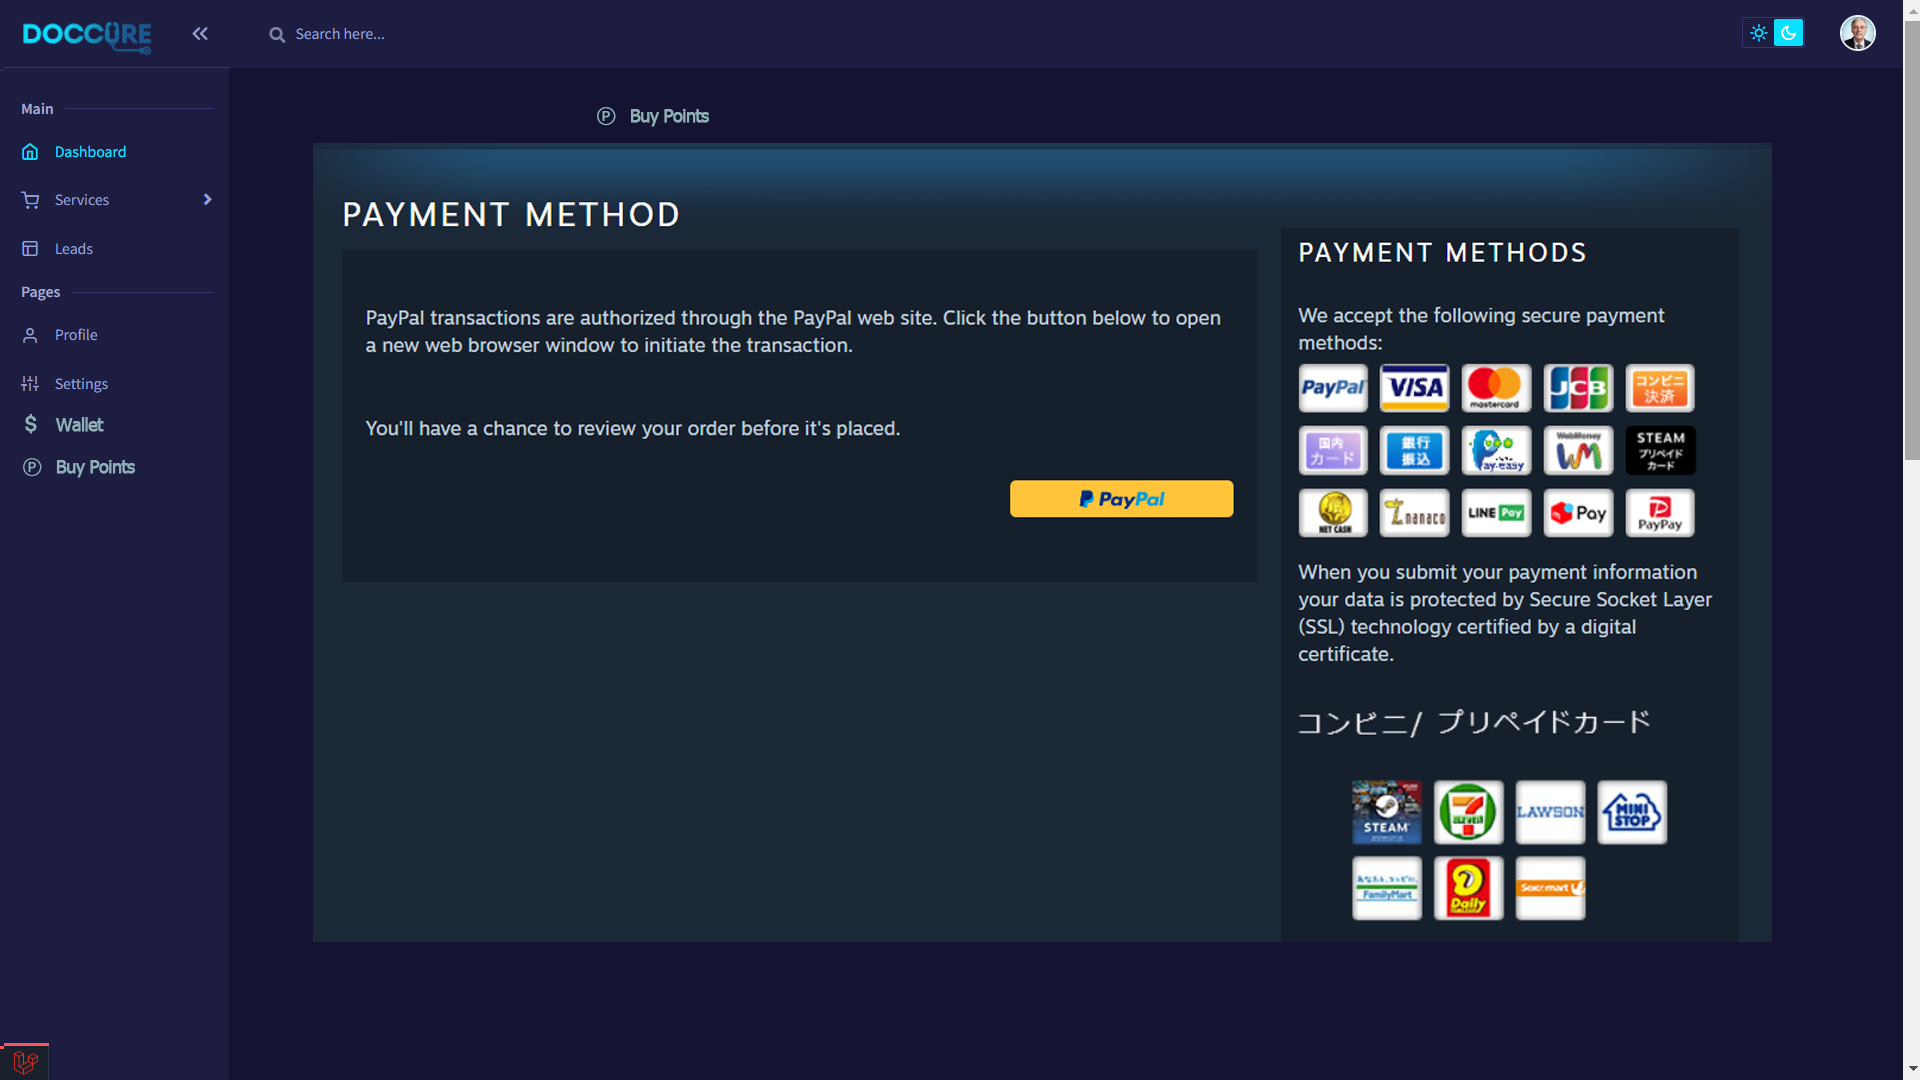 DOCCURE
Search here...
Main
Dashboard
Services
Leads
Pages
Profile
Settings
Wallet
Buy Points
Buy Points
PAYMENT METHOD
PayPal transactions are authorized through the PayPal web site. Click the button below to open
a new web browser window to initiate the transaction.
You'll have a chance to review your order before it's placed.
PayPal
PAYMENT METHODS
We accept the following secure payment
methods:
PayPal VISA mastercard JCB コンビニ 決済
国内 カード 銀行 振込 Pay-easy WebMoney STEAM プリペイド カード
NET CASH nanaco LINE Pay Pay PayPay
When you submit your payment information
your data is protected by Secure Socket Layer
(SSL) technology certified by a digital
certificate.
コンビニ/ プリペイドカード
STEAM 7 ELEVEN LAWSON MINI STOP
FamilyMart Daily Seicomart